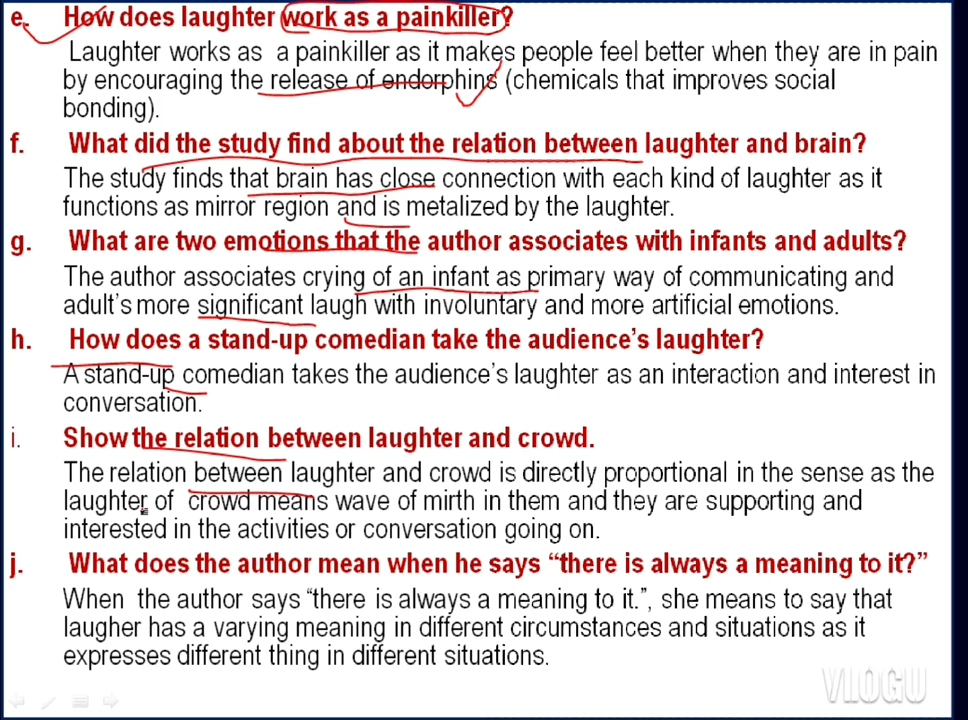 e. How does laughter work as a painkiller?
Laughter works as a painkiller as it makes people feel better when they are in pain
by encouraging the release of endorphins (chemicals that improves social
bonding).
f. What did the study find about the relation between laughter and brain?
The study finds that brain has close connection with each kind of laughter as it
functions as mirror region and is metalized by the laughter.
g. What are two emotions that the author associates with infants and adults?
The author associates crying of an infant as primary way of communicating and
adult's more significant laugh with involuntary and more artificial emotions.
h. How does a stand-up comedian take the audience's laughter?
A stand-up comedian takes the audience's laughter as an interaction and interest in
conversation.
i. Show the relation between laughter and crowd.
The relation between laughter and crowd is directly proportional in the sense as the
laughter of crowd means wave of mirth in them and they are supporting and
interested in the activities or conversation going on.
j. What does the author mean when he says “there is always a meaning to it?”
When the author says “there is always a meaning to it.”, she means to say that
laugher has a varying meaning in different circumstances and situations as it
expresses different thing in different situations.
VLOGU